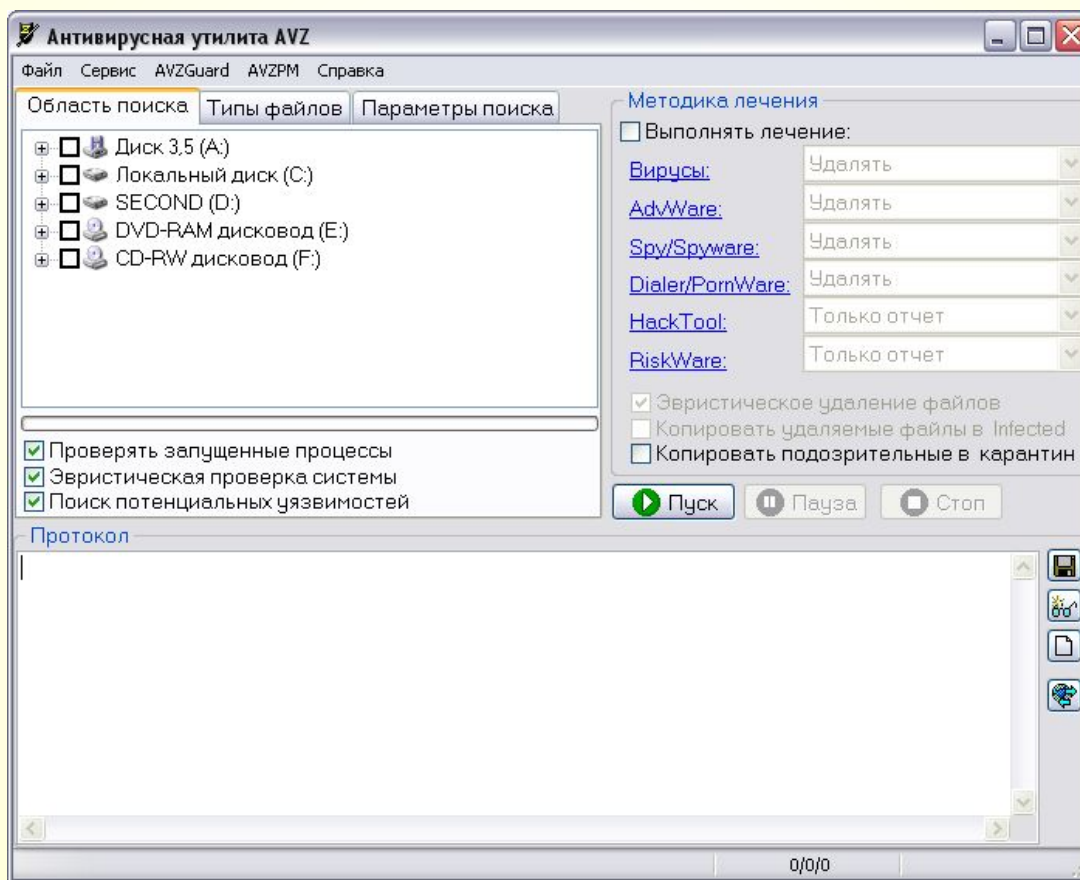 Антивирусная утилита AVZ
Файл Сервис AVZGuard AVZPM Справка
Область поиска Типы файлов Параметры поиска
Диск 3,5 (A:)
Локальный диск (C:)
SECOND (D:)
DVD-RAM дисковод (E:)
CD-RW дисковод (F:)
Проверять запущенные процессы
Эвристическая проверка системы
Поиск потенциальных уязвимостей
Методика лечения
Выполнять лечение:
Вирусы: Удалять
AdvWare: Удалять
Spy/Spyware: Удалять
Dialer/PornWare: Удалять
HackTool: Только отчет
RiskWare: Только отчет
Эвристическое удаление файлов
Копировать удаляемые файлы в Infected
Копировать подозрительные в карантин
Пуск Пауза Стоп
Протокол
0/0/0